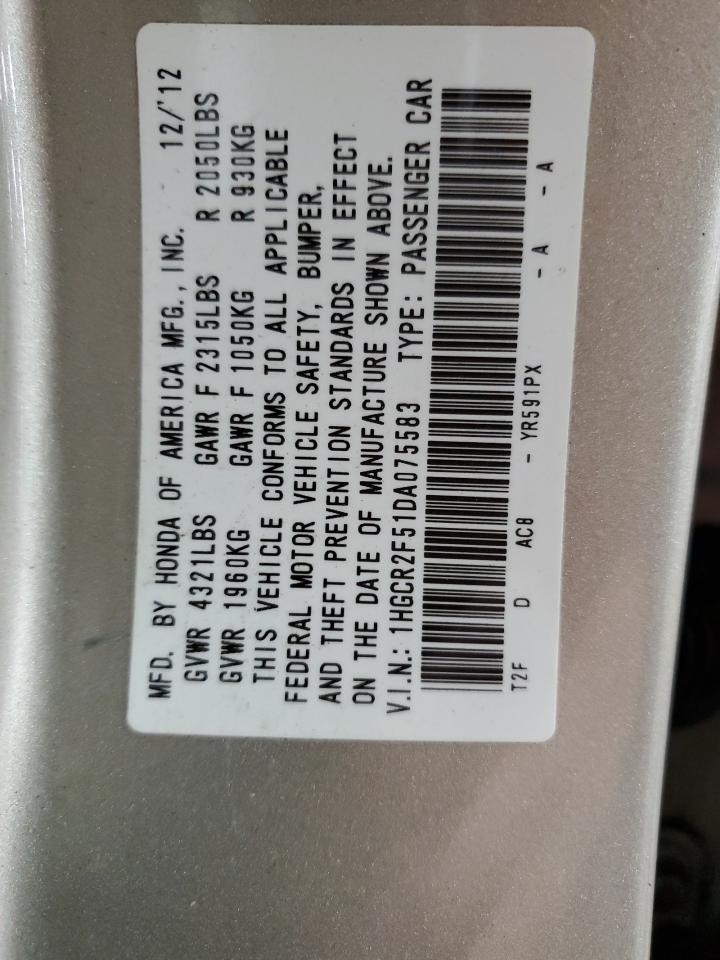 MFD. BY HONDA OF AMERICA MFG., INC. 12/'12
GVWR 4321LBS GAWR F 2315LBS R 2050LBS
GVWR 1960KG GAWR F 1050KG R 930KG
THIS VEHICLE CONFORMS TO ALL APPLICABLE
FEDERAL MOTOR VEHICLE SAFETY, BUMPER,
AND THEFT PREVENTION STANDARDS IN EFFECT
ON THE DATE OF MANUFACTURE SHOWN ABOVE.
V.I.N.: 1HGCR2F51DA075583 TYPE: PASSENGER CAR
T2F D AC8 - YR591PX - A - A